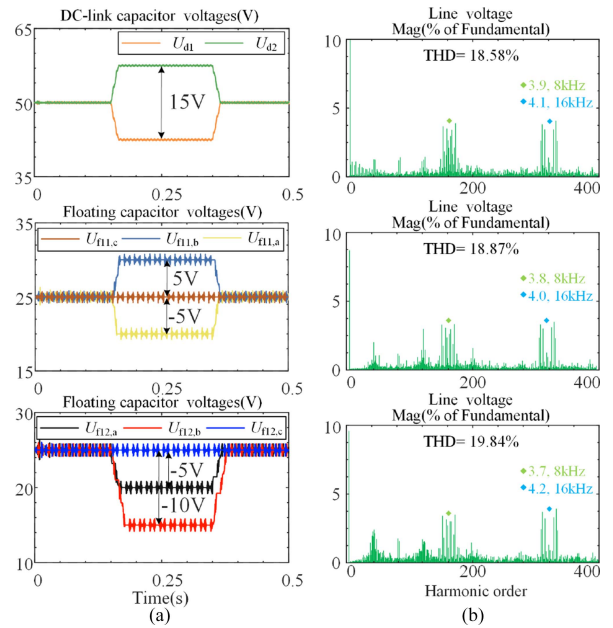 DC-link capacitor voltages(V)
65
U_d1 U_d2
50
15V
35
0 0.25 0.5
Floating capacitor voltages(V)
35
U_f11,c U_f11,b U_f11,a
5V
25
-5V
15
0 0.25 0.5
Floating capacitor voltages(V)
30
U_f12,a U_f12,b U_f12,c
-5V
20
-10V
10
0 0.25 0.5
Time(s)
(a)
Line voltage
Mag(% of Fundamental)
10
THD= 18.58%
3.9, 8kHz
5
4.1, 16kHz
0
0 200 400
Line voltage
Mag(% of Fundamental)
10
THD= 18.87%
3.8, 8kHz
5
4.0, 16kHz
0
0 200 400
Line voltage
Mag(% of Fundamental)
10
THD= 19.84%
3.7, 8kHz
5
4.2, 16kHz
0
0 200 400
Harmonic order
(b)